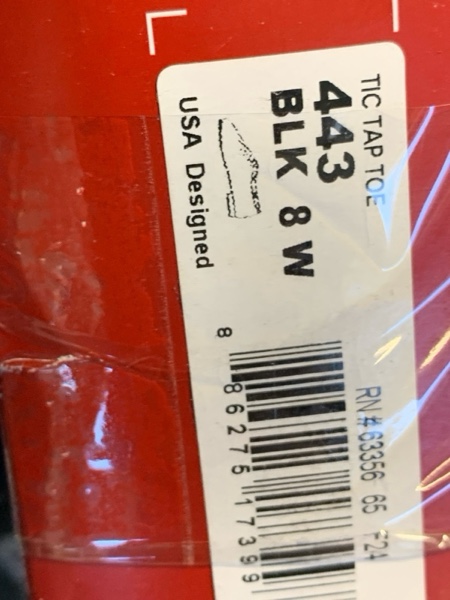 TIC TAP TOE
443
BLK 8 W
USA Designed
RN# 63356 65 F24
8 86275 17399